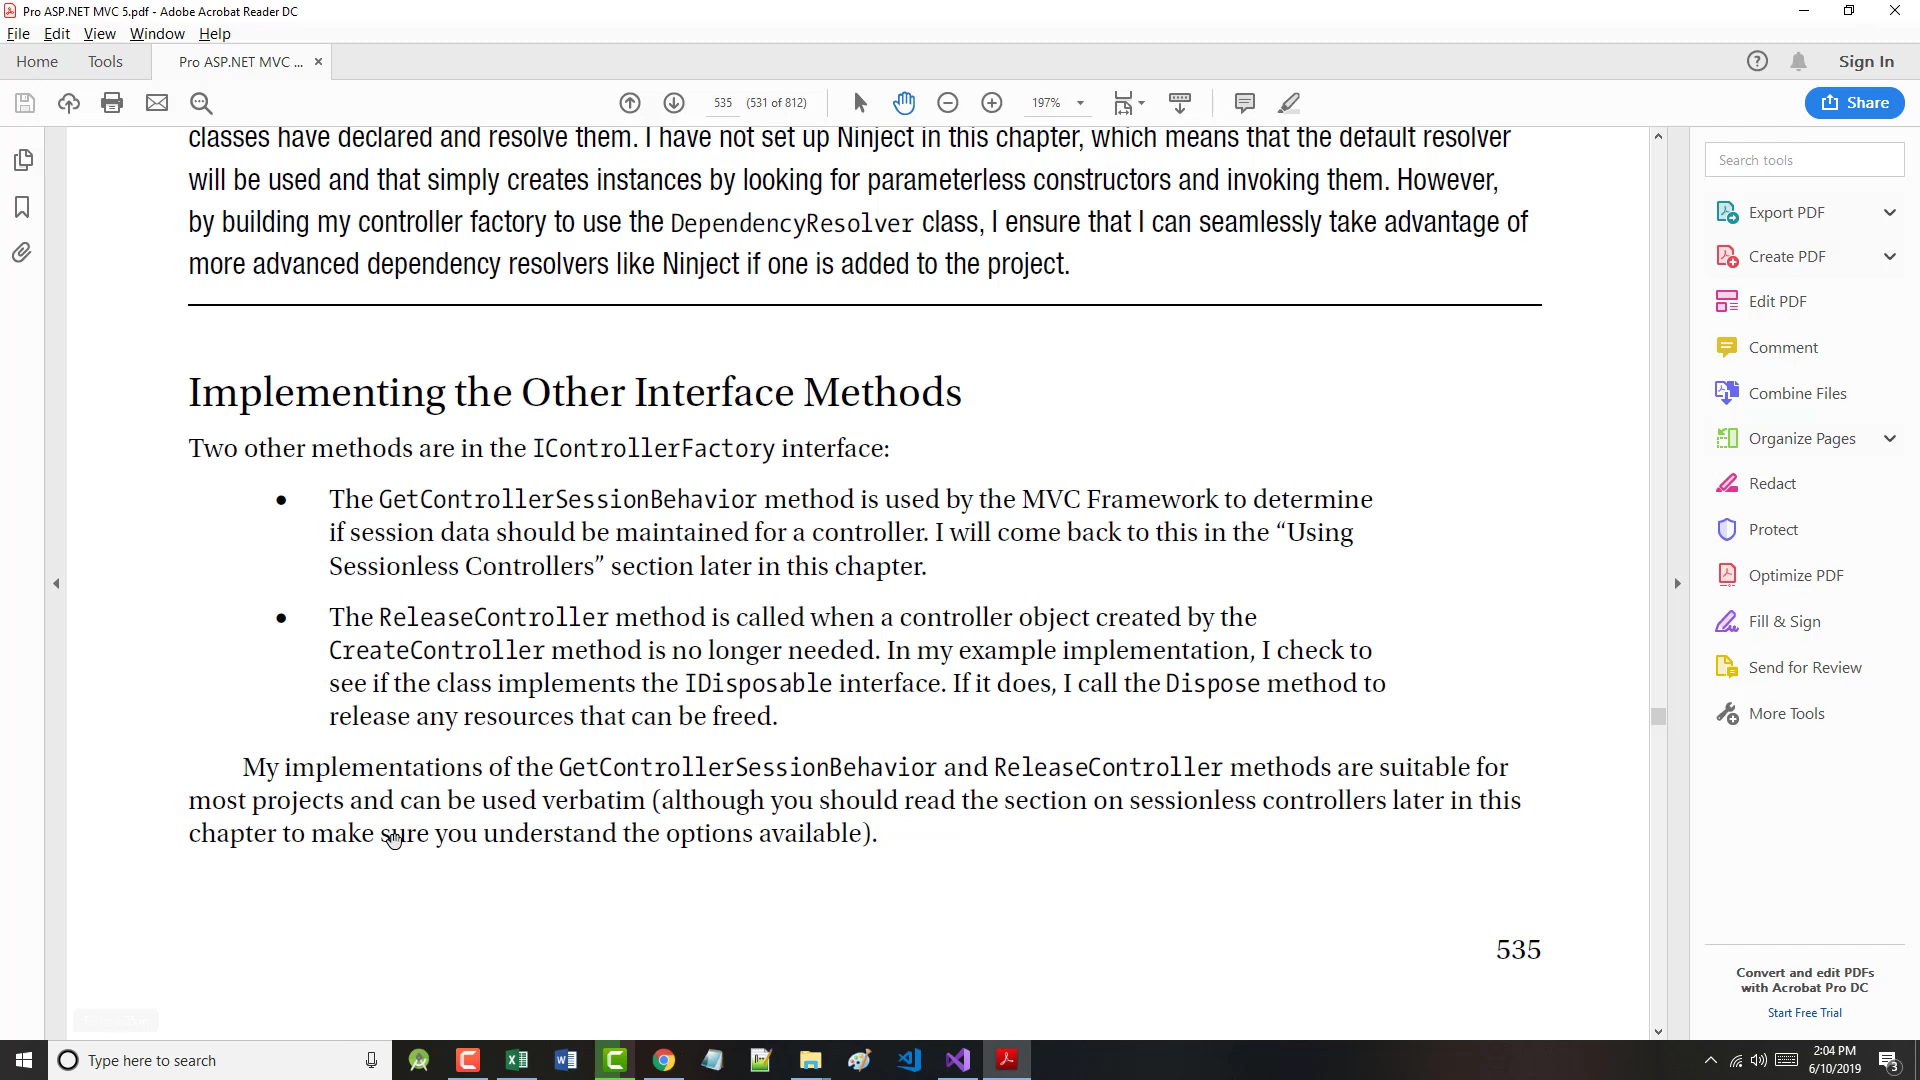 Pro ASP.NET MVC 5.pdf - Adobe Acrobat Reader DC
File Edit View Window Help
Home Tools Pro ASP.NET MVC ... × Sign In
535 (531 of 812) 197% Share
classes have declared and resolve them. I have not set up Ninject in this chapter, which means that the default resolver
will be used and that simply creates instances by looking for parameterless constructors and invoking them. However,
by building my controller factory to use the DependencyResolver class, I ensure that I can seamlessly take advantage of
more advanced dependency resolvers like Ninject if one is added to the project.
Implementing the Other Interface Methods
Two other methods are in the IControllerFactory interface:
• The GetControllerSessionBehavior method is used by the MVC Framework to determine
if session data should be maintained for a controller. I will come back to this in the “Using
Sessionless Controllers” section later in this chapter.
• The ReleaseController method is called when a controller object created by the
CreateController method is no longer needed. In my example implementation, I check to
see if the class implements the IDisposable interface. If it does, I call the Dispose method to
release any resources that can be freed.
My implementations of the GetControllerSessionBehavior and ReleaseController methods are suitable for
most projects and can be used verbatim (although you should read the section on sessionless controllers later in this
chapter to make sure you understand the options available).
535
Search tools
Export PDF
Create PDF
Edit PDF
Comment
Combine Files
Organize Pages
Redact
Protect
Optimize PDF
Fill & Sign
Send for Review
More Tools
Convert and edit PDFs
with Acrobat Pro DC
Start Free Trial
Type here to search
2:04 PM
6/10/2019
3